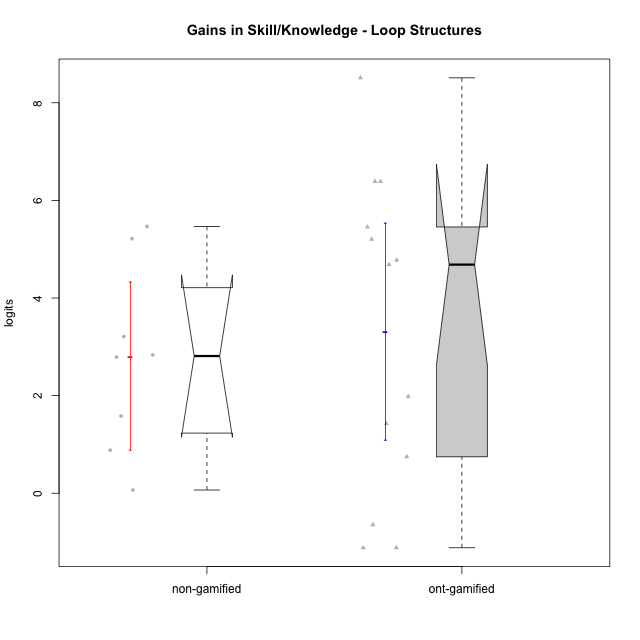 Gains in Skill/Knowledge - Loop Structures
logits
8
6
4
2
0
non-gamified
ont-gamified